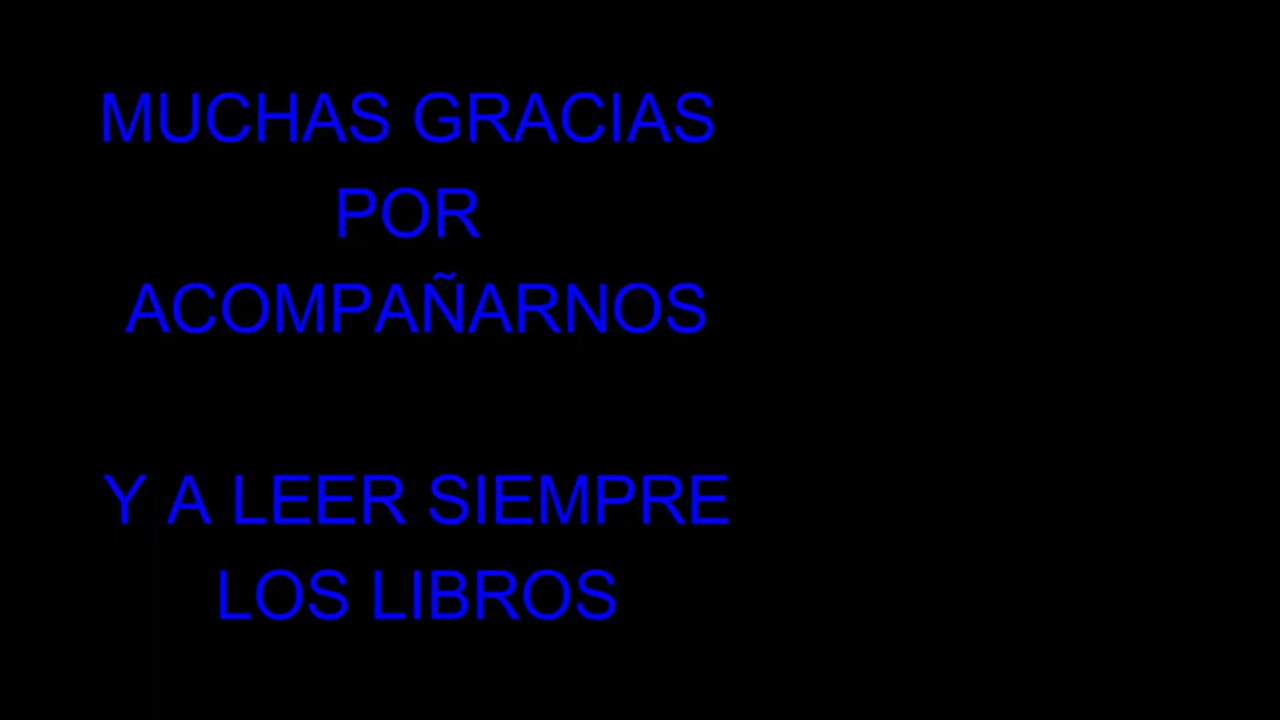 MUCHAS GRACIAS
POR
ACOMPAÑARNOS
Y A LEER SIEMPRE
LOS LIBROS